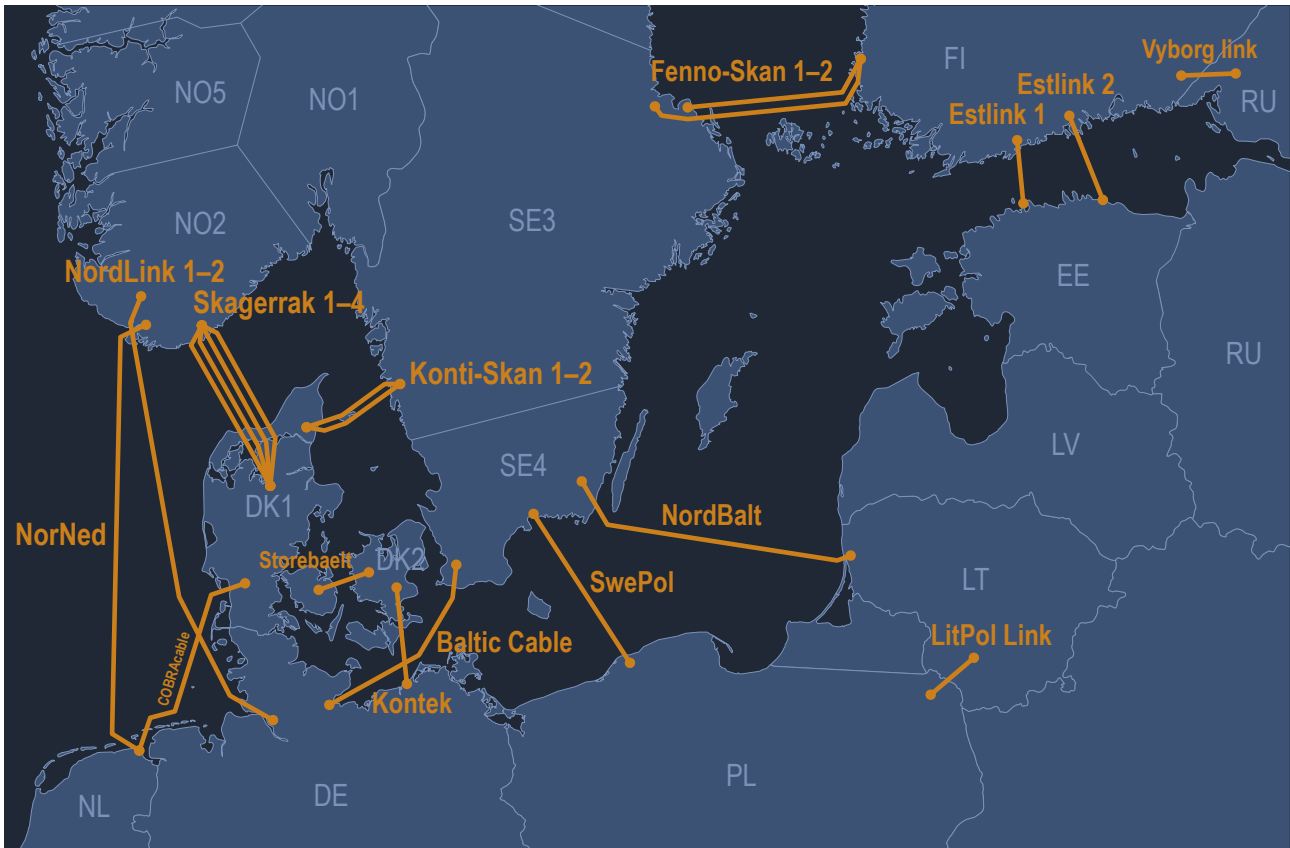 Vyborg link
FI
Fenno-Skan 1–2
Estlink 2
NO5
NO1
RU
Estlink 1
NO2
SE3
NordLink 1–2
EE
Skagerrak 1–4
RU
Konti-Skan 1–2
LV
SE4
DK1
NordBalt
NorNed
Storebaelt
DK2
LT
SwePol
LitPol Link
Baltic Cable
COBRAcable
Kontek
PL
DE
NL